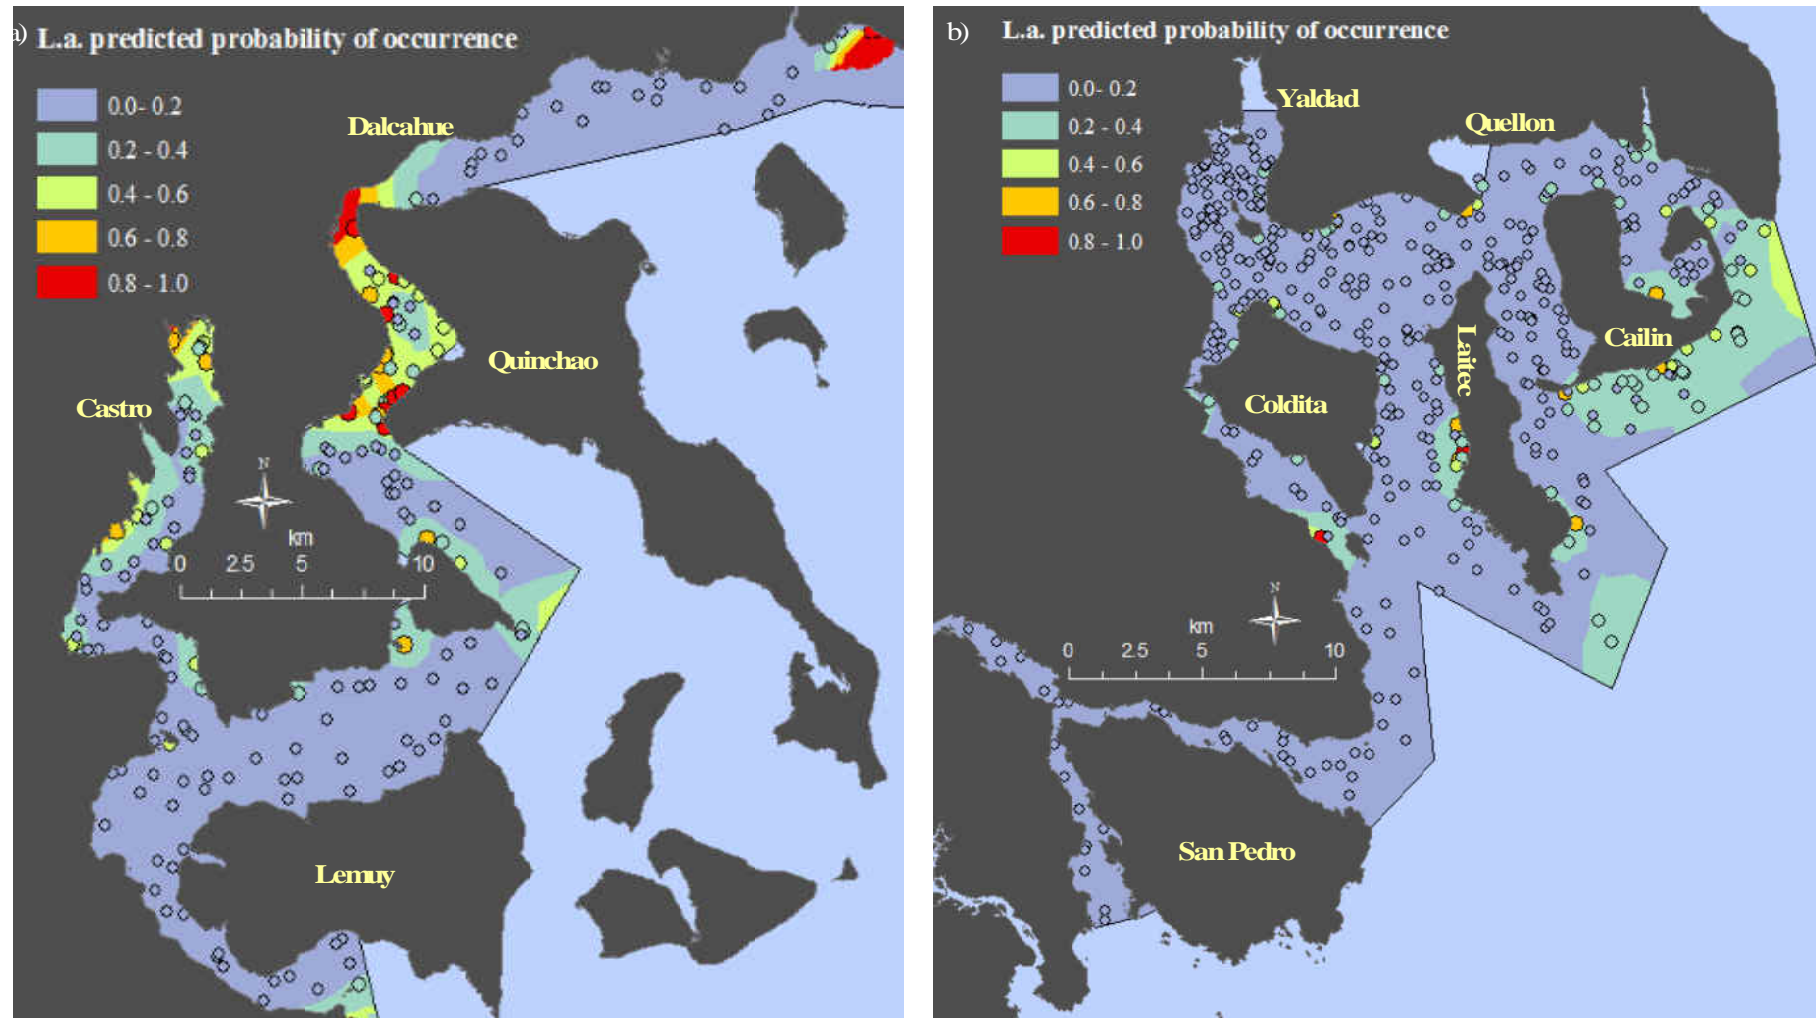 a) L.a. predicted probability of occurrence
0.0- 0.2
0.2 - 0.4
0.4 - 0.6
0.6 - 0.8
0.8 - 1.0
Dalcahue
Quinchao
Castro
N
km
0 2.5 5 10
Lemuy
b) L.a. predicted probability of occurrence
0.0- 0.2
0.2 - 0.4
0.4 - 0.6
0.6 - 0.8
0.8 - 1.0
Yaldad
Quellon
Cailin
Laitec
Coldita
N
km
0 2.5 5 10
San Pedro